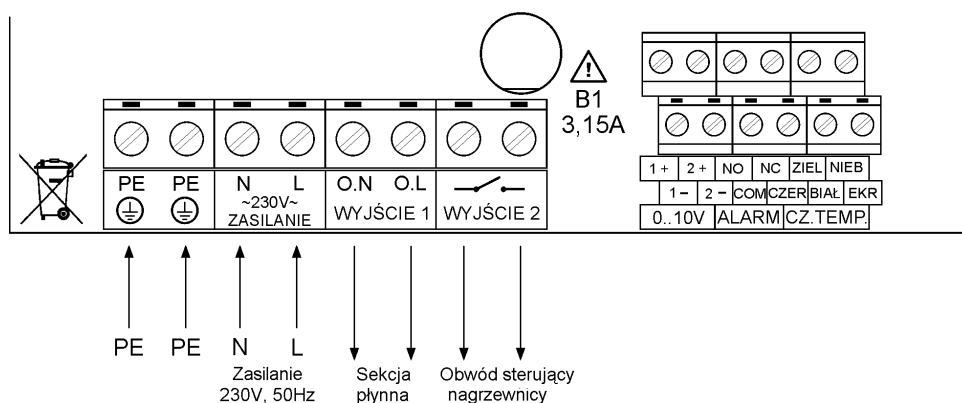 B1
3,15A
PE PE N L O.N O.L
~230V~
ZASILANIE
WYJŚCIE 1 WYJŚCIE 2
1 + 2 + NO NC ZIEL NIEB
1 – 2 – COM CZER BIAŁ EKR
0..10V ALARM CZ.TEMP.
PE PE N L
Zasilanie
230V, 50Hz
Sekcja
płynna
Obwód sterujący
nagrzewnicy